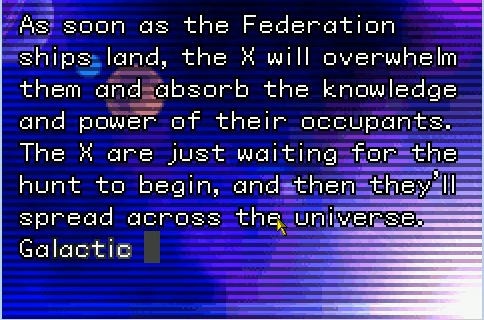 As soon as the Federation
ships land, the X will overwhelm
them and absorb the knowledge
and power of their occupants.
The X are just waiting for the
hunt to begin, and then they'll
spread across the universe.
Galactic